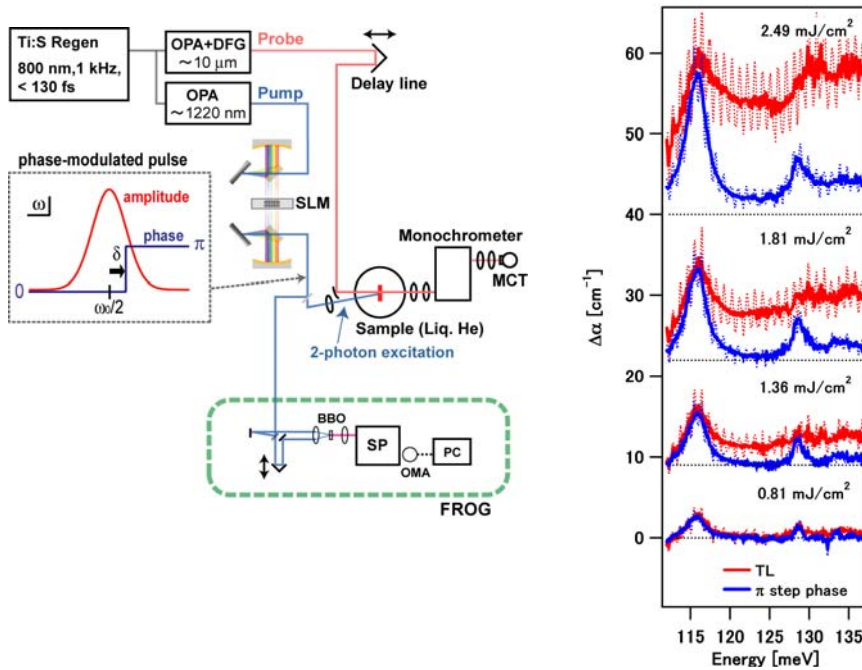 Ti:S Regen
800 nm,1 kHz,
< 130 fs
OPA+DFG
~10 μm
Probe
OPA
~1220 nm
Pump
Delay line
phase-modulated pulse
ω
amplitude
phase
π
δ
0
ω₀/2
SLM
Monochrometer
MCT
Sample (Liq. He)
2-photon excitation
BBO
SP
OMA
PC
FROG
2.49 mJ/cm²
1.81 mJ/cm²
1.36 mJ/cm²
0.81 mJ/cm²
TL
π step phase
60
50
40
30
20
10
0
Δα [cm⁻¹]
115 120 125 130 135
Energy [meV]